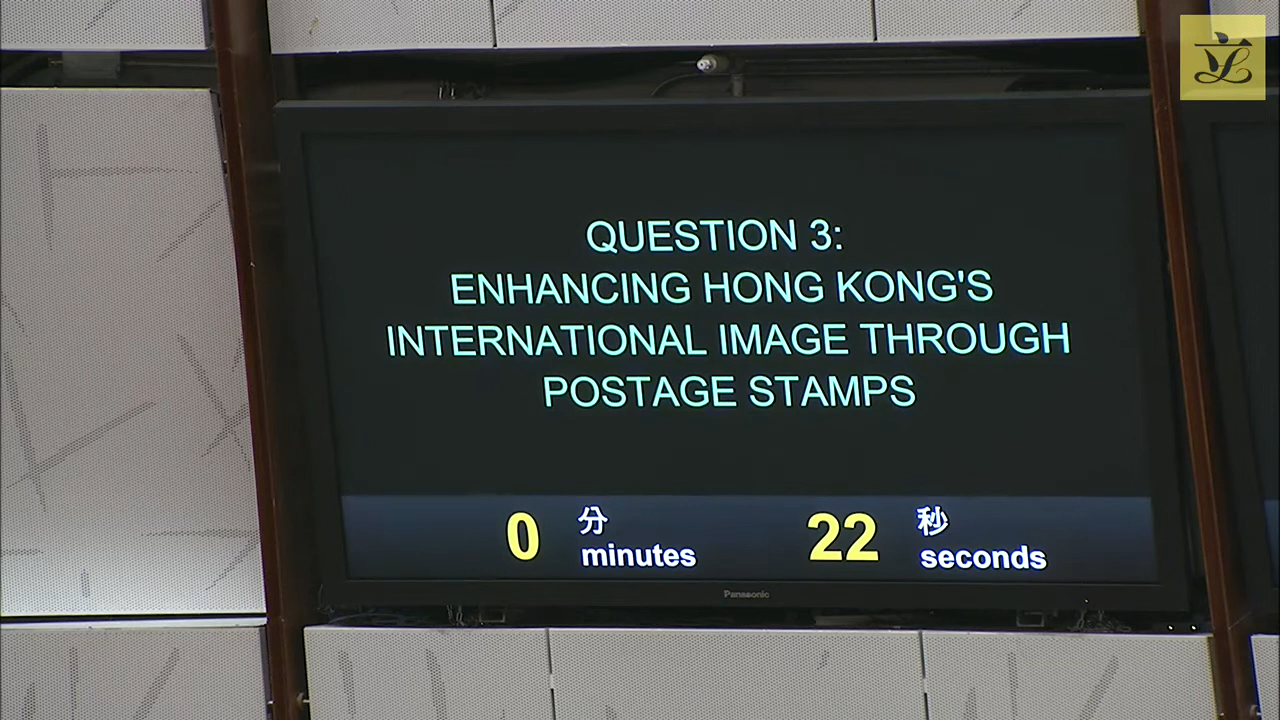 QUESTION 3:
ENHANCING HONG KONG'S
INTERNATIONAL IMAGE THROUGH
POSTAGE STAMPS
0 分 minutes 22 秒 seconds
Panasonic